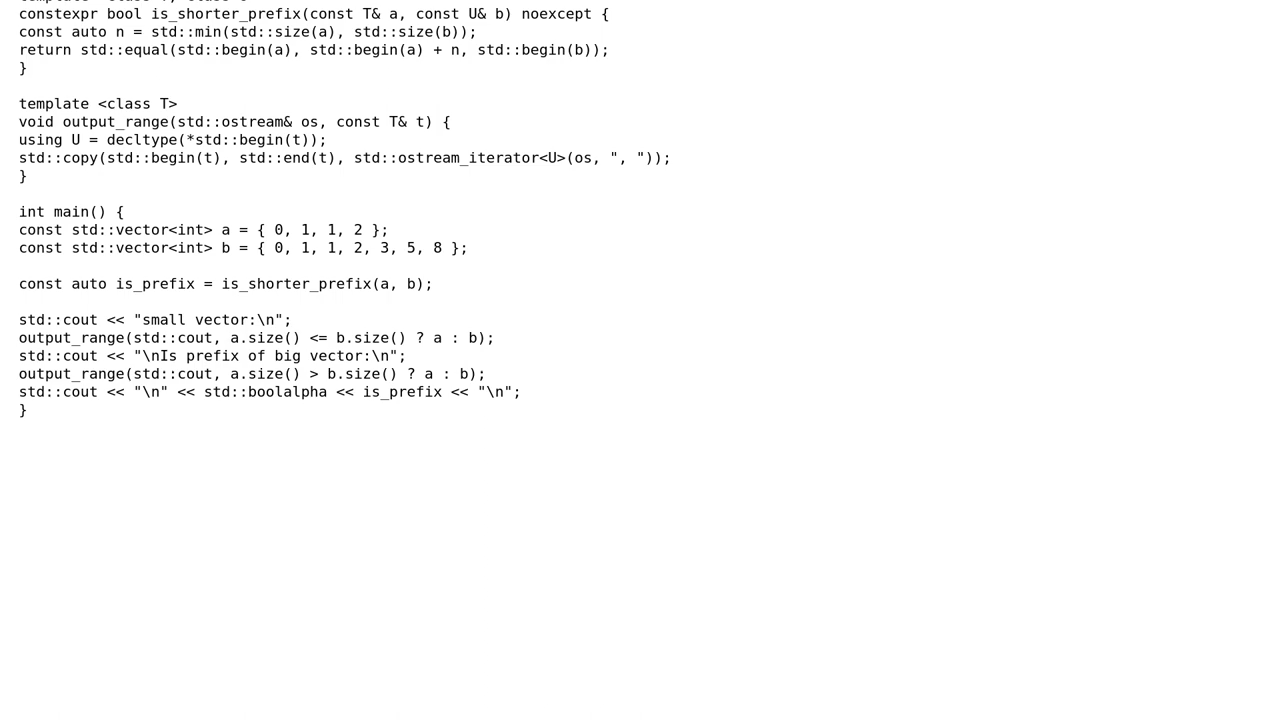 constexpr bool is_shorter_prefix(const T& a, const U& b) noexcept {
const auto n = std::min(std::size(a), std::size(b));
return std::equal(std::begin(a), std::begin(a) + n, std::begin(b));
}

template <class T>
void output_range(std::ostream& os, const T& t) {
using U = decltype(*std::begin(t));
std::copy(std::begin(t), std::end(t), std::ostream_iterator<U>(os, ", "));
}

int main() {
const std::vector<int> a = { 0, 1, 1, 2 };
const std::vector<int> b = { 0, 1, 1, 2, 3, 5, 8 };

const auto is_prefix = is_shorter_prefix(a, b);

std::cout << "small vector:\n";
output_range(std::cout, a.size() <= b.size() ? a : b);
std::cout << "\nIs prefix of big vector:\n";
output_range(std::cout, a.size() > b.size() ? a : b);
std::cout << "\n" << std::boolalpha << is_prefix << "\n";
}